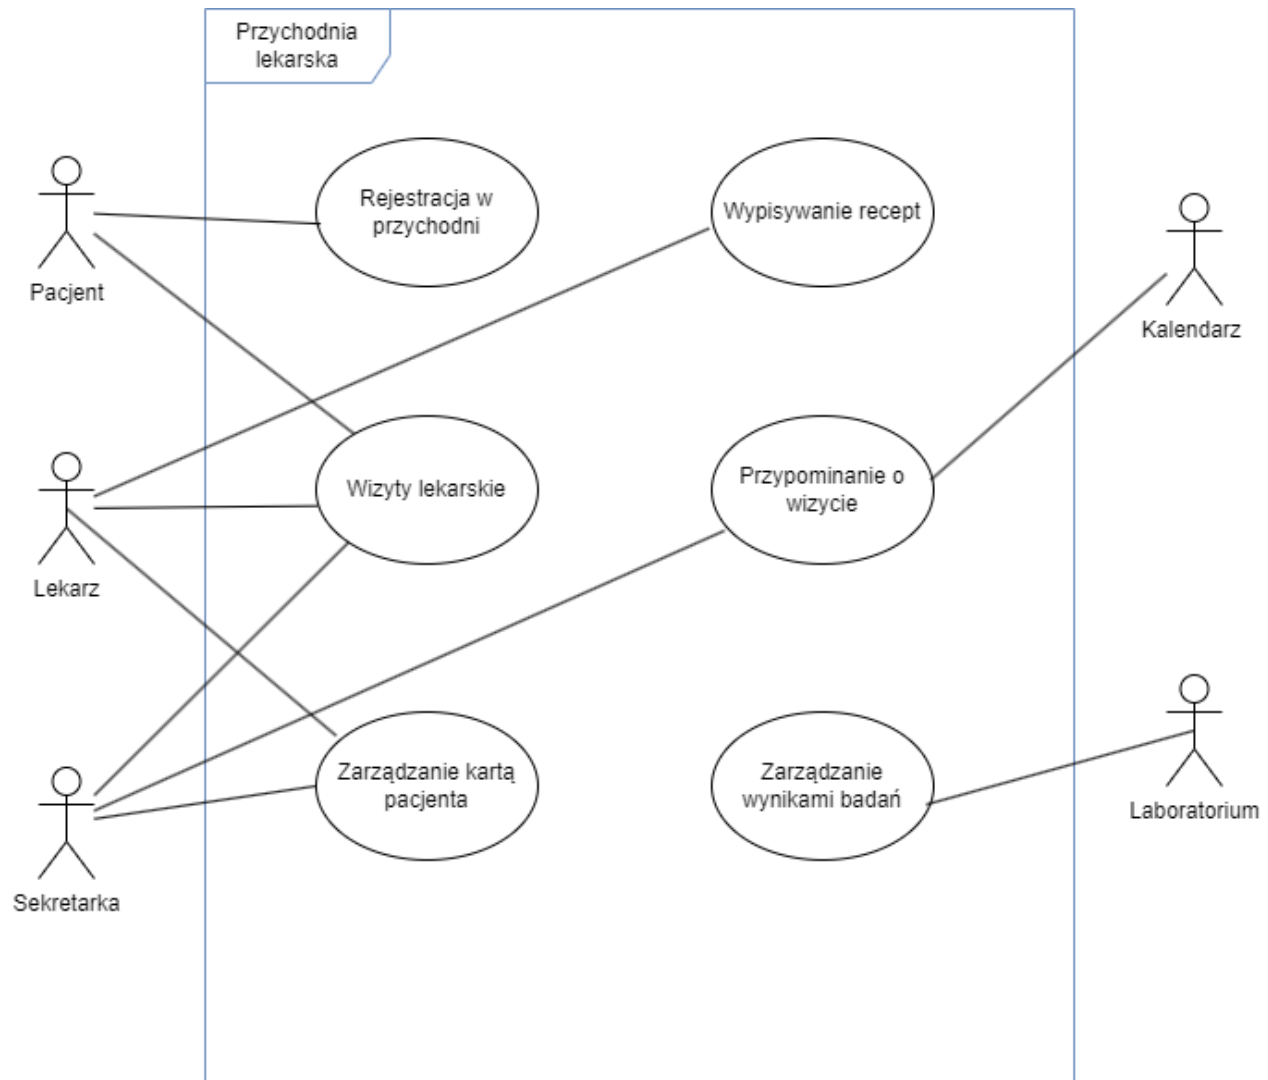 Przychodnia
lekarska
Rejestracja w
przychodni
Wypisywanie recept
Pacjent
Kalendarz
Wizyty lekarskie
Przypominanie o
wizycie
Lekarz
Zarządzanie kartą
pacjenta
Zarządzanie
wynikami badań
Laboratorium
Sekretarka